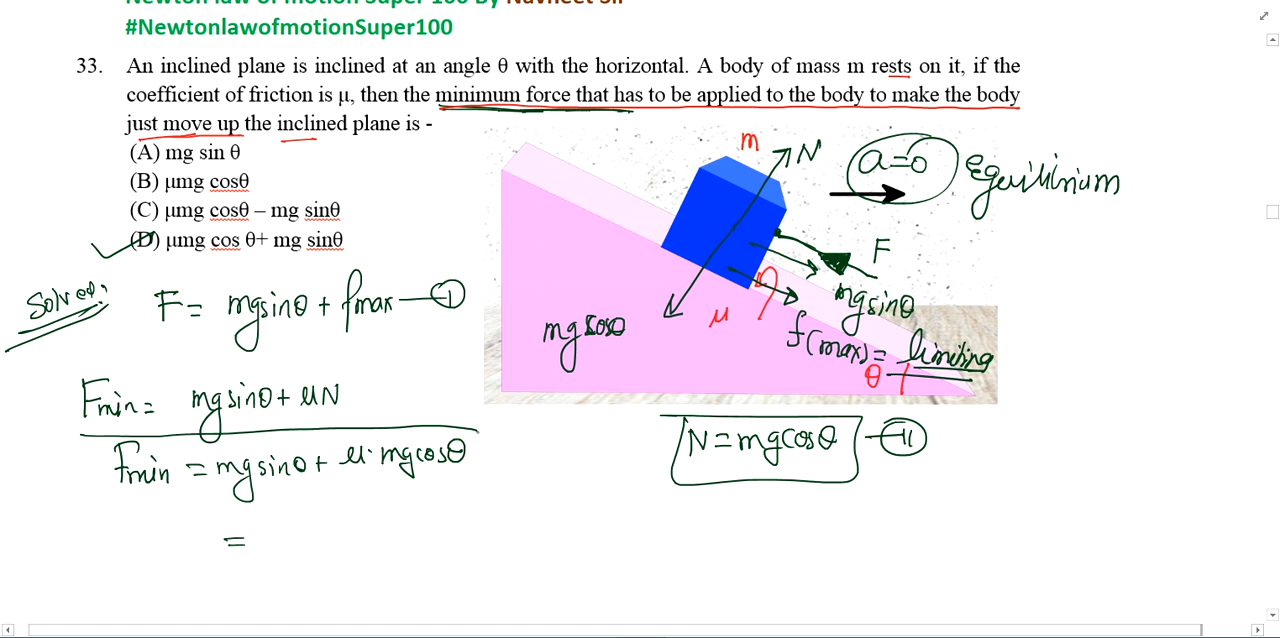 #NewtonlawofmotionSuper100
33. An inclined plane is inclined at an angle θ with the horizontal. A body of mass m rests on it, if the
coefficient of friction is μ, then the minimum force that has to be applied to the body to make the body
just move up the inclined plane is -
(A) mg sin θ
(B) μmg cosθ
(C) μmg cosθ – mg sinθ
(D) μmg cos θ+ mg sinθ
m
N
a=0
Equilibrium
F
mgsinθ
f(max)= limiting
θ
μ
mg cosθ
Solved:
F= mgsinθ + fmax — ①
Fmin= mgsinθ + μN
Fmin = mgsinθ + μ. mgcosθ
=
N=mgcosθ — ⑪